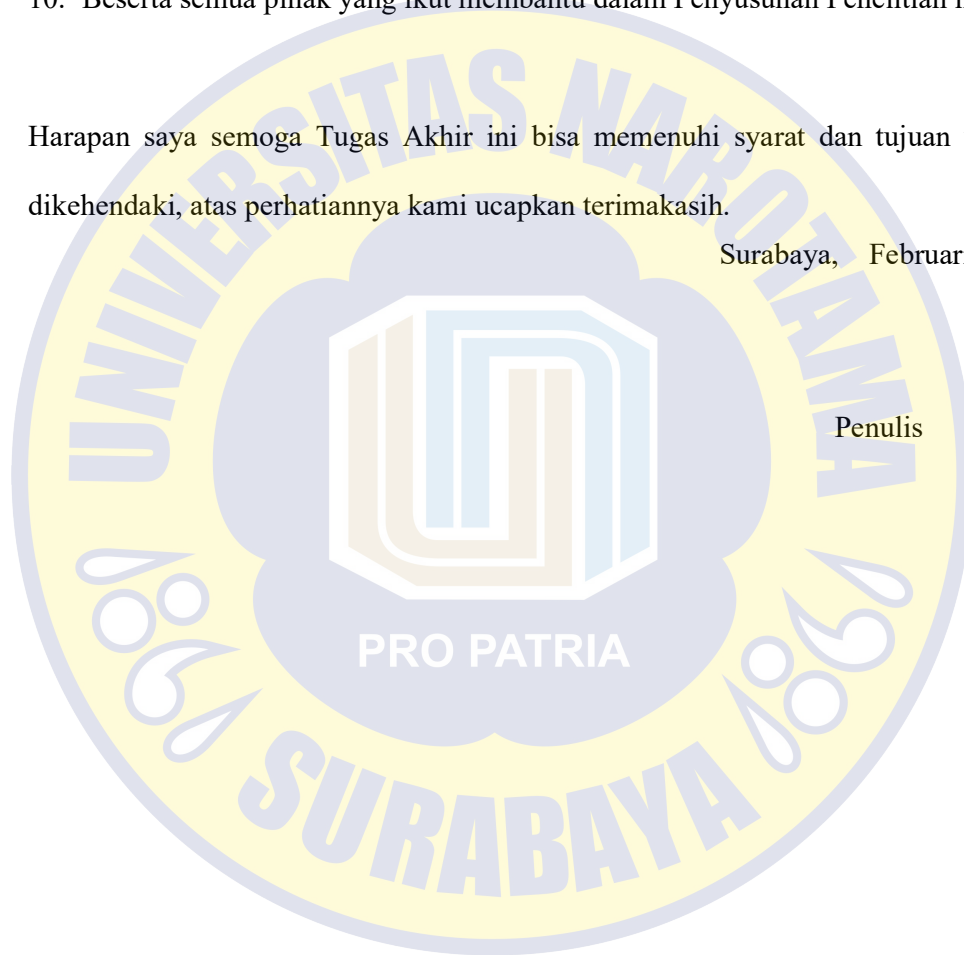 10. Beserta semua pihak yang ikut membantu dalam Penyusunan Penelitian
Harapan saya semoga Tugas Akhir ini bisa memenuhi syarat dan tujuan
dikehendaki, atas perhatiannya kami ucapkan terimakasih.
Surabaya, Februari
Penulis
UNIVERSITAS NAROTAMA
PRO PATRIA
SURABAYA